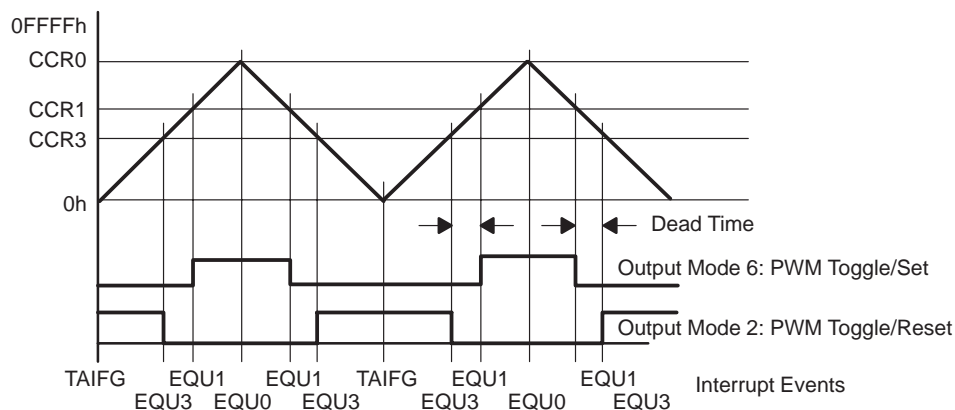 0FFFFh
CCR0
CCR1
CCR3
0h
Dead Time
Output Mode 6: PWM Toggle/Set
Output Mode 2: PWM Toggle/Reset
TAIFG EQU1 EQU1 TAIFG EQU1 EQU1 Interrupt Events
EQU3 EQU0 EQU3 EQU3 EQU0 EQU3